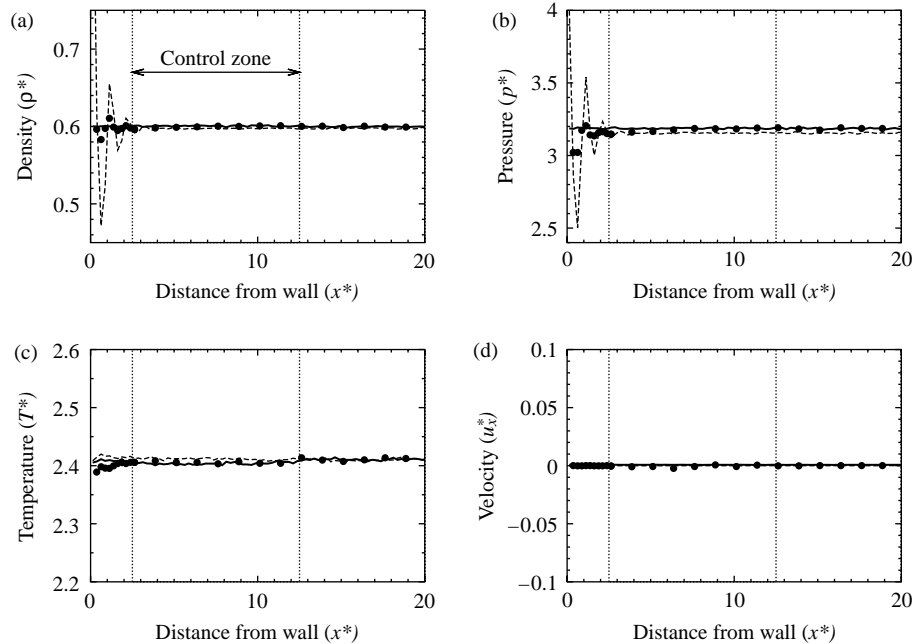 (a)
0.7
0.6
0.5
Density (ρ*)
Control zone
0
10
20
Distance from wall (x*)
(b)
4
3.5
3
2.5
Pressure (p*)
0
10
20
Distance from wall (x*)
(c)
2.6
2.5
2.4
2.3
2.2
Temperature (T*)
0
10
20
Distance from wall (x*)
(d)
0.1
0.05
0
−0.05
−0.1
Velocity (u*x)
0
10
20
Distance from wall (x*)